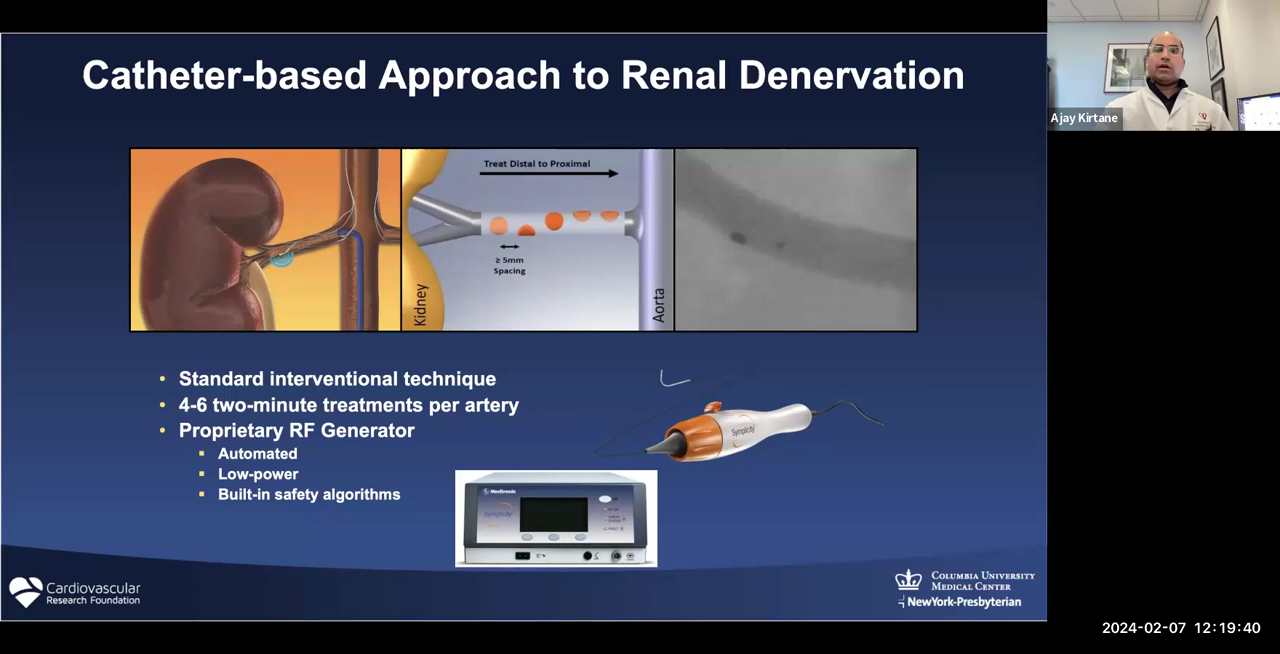 Catheter-based Approach to Renal Denervation
Ajay Kirtane
Treat Distal to Proximal
≥ 5mm
Spacing
Kidney
Aorta
• Standard interventional technique
• 4-6 two-minute treatments per artery
• Proprietary RF Generator
▪ Automated
▪ Low-power
▪ Built-in safety algorithms
Symplicity
Medtronic
Symplicity
Cardiovascular
Research Foundation
COLUMBIA UNIVERSITY
MEDICAL CENTER
NewYork-Presbyterian
2024-02-07 12:19:40